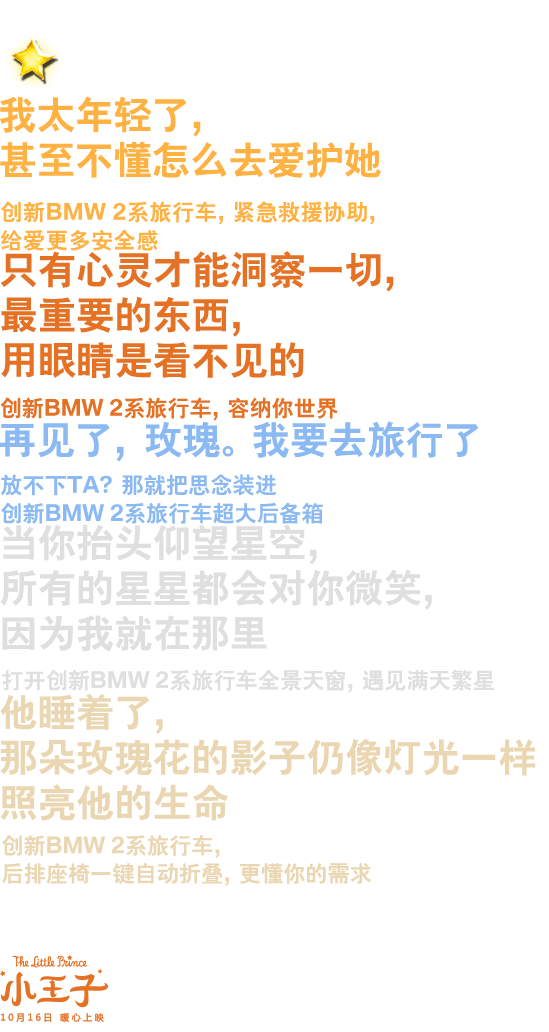 我太年轻了，
甚至不懂怎么去爱护她
创新BMW 2系旅行车，紧急救援协助，
给爱更多安全感
只有心灵才能洞察一切，
最重要的东西，
用眼睛是看不见的
创新BMW 2系旅行车，容纳你世界
再见了，玫瑰。我要去旅行了
放不下TA？那就把思念装进
创新BMW 2系旅行车超大后备箱
当你抬头仰望星空，
所有的星星都会对你微笑，
因为我就在那里
打开创新BMW 2系旅行车全景天窗，遇见满天繁星
他睡着了，
那朵玫瑰花的影子仍像灯光一样
照亮他的生命
创新BMW 2系旅行车，
后排座椅一键自动折叠，更懂你的需求
The Little Prince
小王子
10月16日 暖心上映